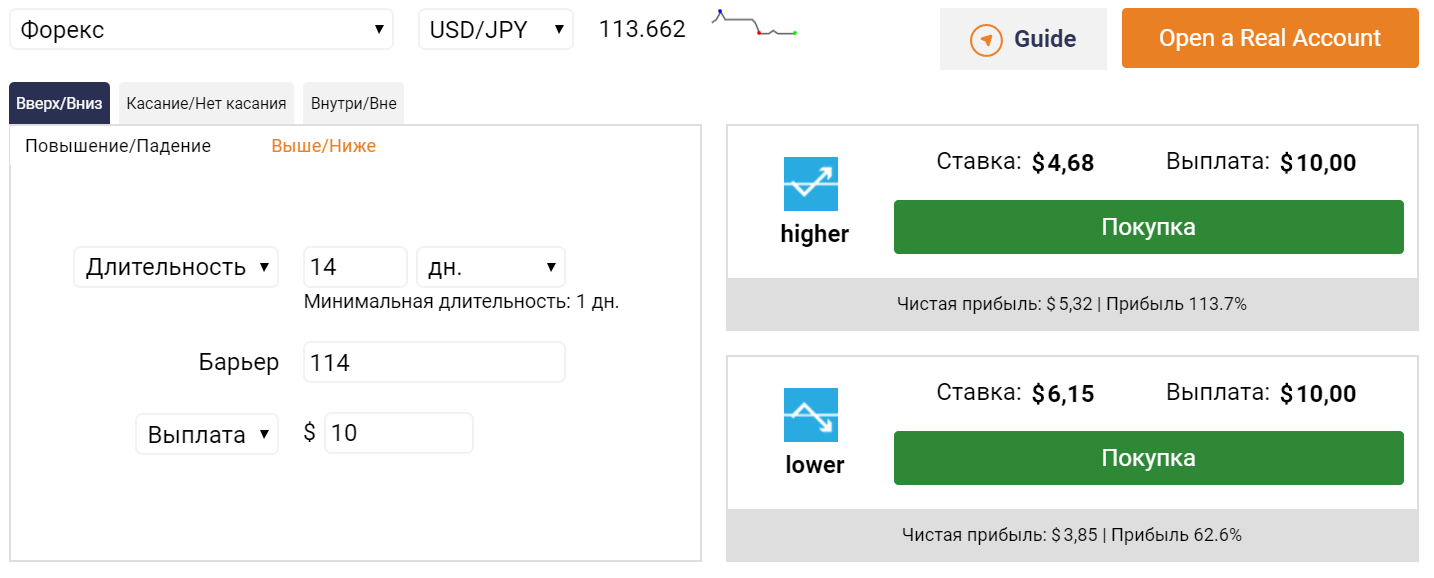 Форекс
USD/JPY
113.662
Guide
Open a Real Account
Вверх/Вниз
Касание/Нет касания
Внутри/Вне
Повышение/Падение
Выше/Ниже
Длительность
14
дн.
Минимальная длительность: 1 дн.
Барьер
114
Выплата
$
10
higher
Ставка: $4,68
Выплата: $10,00
Покупка
Чистая прибыль: $5,32 | Прибыль 113.7%
lower
Ставка: $6,15
Выплата: $10,00
Покупка
Чистая прибыль: $3,85 | Прибыль 62.6%